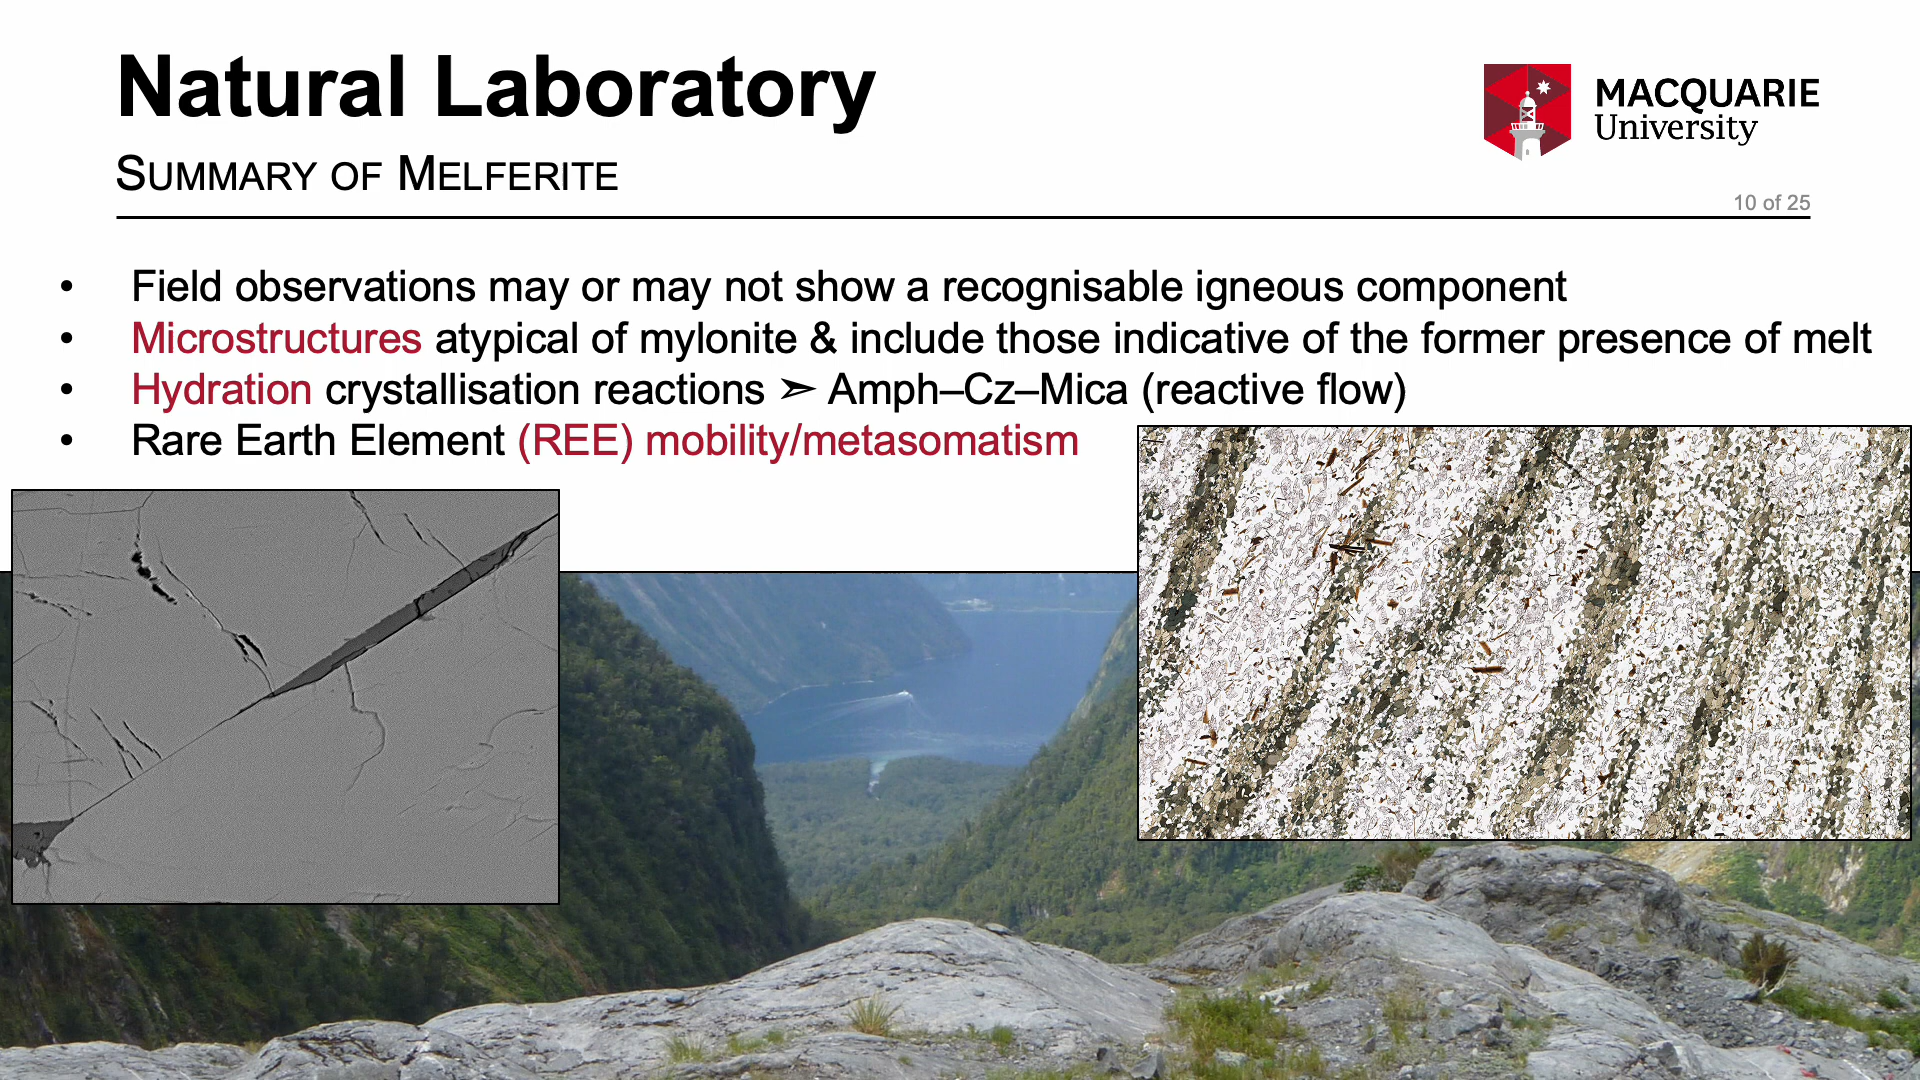 Natural Laboratory
SUMMARY OF MELFERITE
MACQUARIE
University
10 of 25
• Field observations may or may not show a recognisable igneous component
• Microstructures atypical of mylonite & include those indicative of the former presence of melt
• Hydration crystallisation reactions ➣ Amph–Cz–Mica (reactive flow)
• Rare Earth Element (REE) mobility/metasomatism